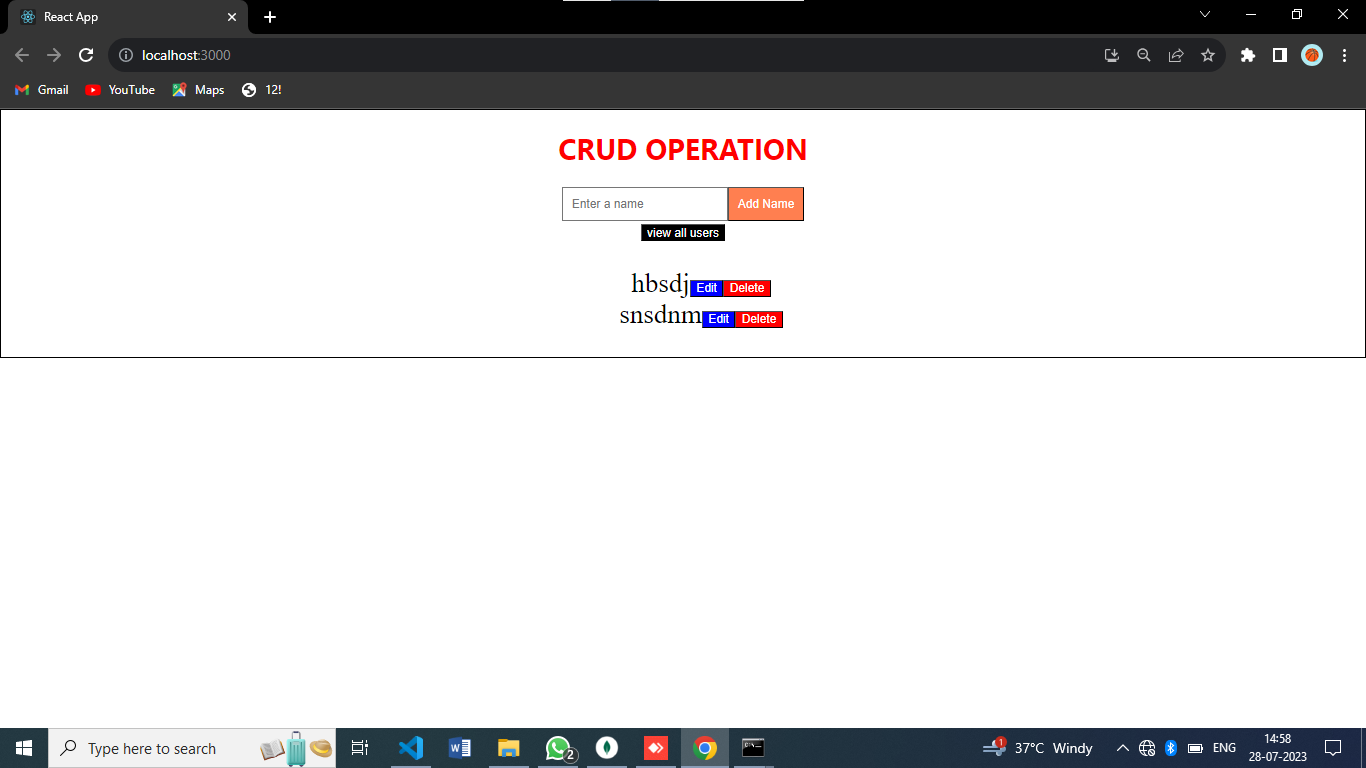 React App
localhost:3000
Gmail YouTube Maps 12!
CRUD OPERATION
Enter a name Add Name
view all users
hbsdj Edit Delete
snsdnm Edit Delete
Type here to search 2 1 37°C Windy ENG 14:58
28-07-2023